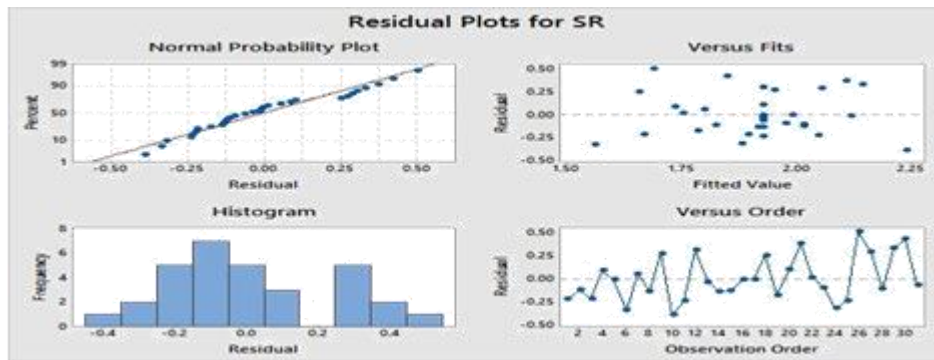 Residual Plots for SR
Normal Probability Plot
99
90
50
10
1
Percent
-0.50 -0.25 0.00 0.25 0.50
Residual
Versus Fits
0.50
0.25
0.00
-0.25
-0.50
Residual
1.50 1.75 2.00 2.25
Fitted Value
Histogram
8
6
4
2
0
Frequency
-0.4 -0.2 0.0 0.2 0.4
Residual
Versus Order
0.50
0.25
0.00
-0.25
-0.50
Residual
2 4 6 8 10 12 14 16 18 20 22 24 26 28 30
Observation Order